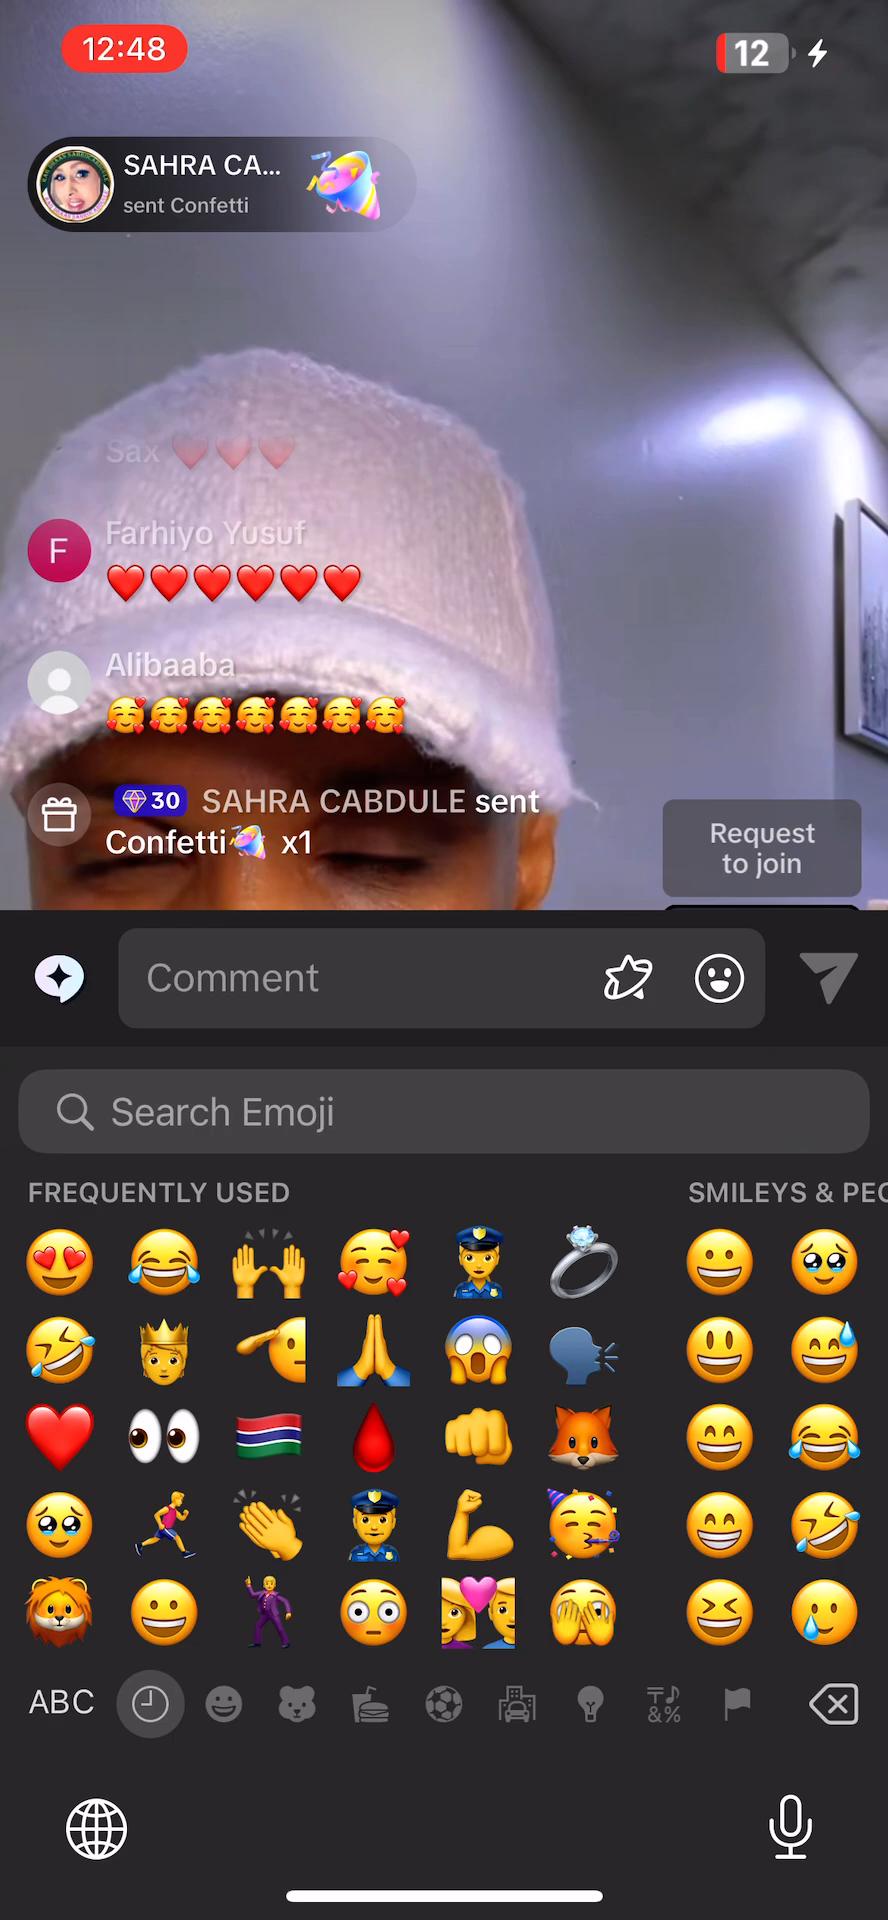 12:48
12
SAHRA CA...
sent Confetti
Sax ❤️❤️❤️
F
Farhiyo Yusuf
❤️❤️❤️❤️❤️❤️
Alibaaba
🥰🥰🥰🥰🥰🥰🥰
30 SAHRA CABDULE sent
Confetti🎉 x1
Request
to join
Comment
Search Emoji
FREQUENTLY USED
SMILEYS & PEO
ABC